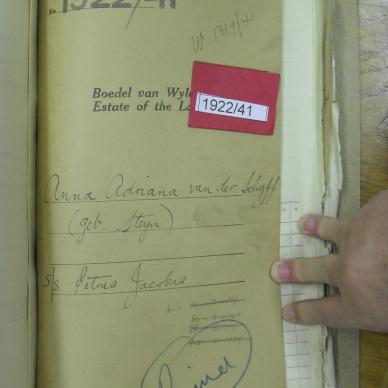 1922/41
W. 1319/4
Boedel van Wyl
Estate of the La
1922/41
Anna Adriana van der Schyff
(geb. Steyn)
s/s Petrus Jacobus